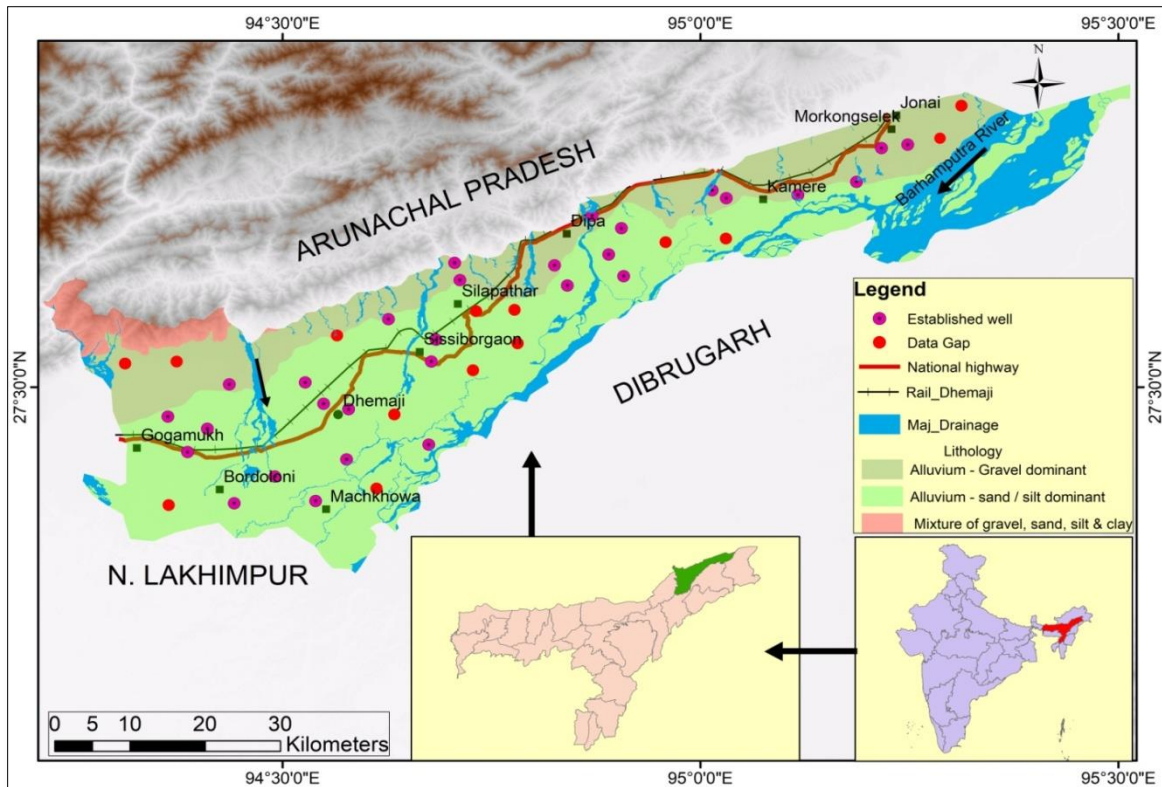 94°30'0"E
95°0'0"E
95°30'0"E
N
Jonai
Morkongselek
Barhamputra River
ARUNACHAL PRADESH
Kamere
Dipa
Silapathar
Sissiborgaon
DIBRUGARH
27°30'0"N
27°30'0"N
Dhemaji
Gogamukh
Bordoloni
Machkhowa
N. LAKHIMPUR
Legend
Established well
Data Gap
National highway
Rail_Dhemaji
Maj_Drainage
Lithology
Alluvium - Gravel dominant
Alluvium - sand / silt dominant
Mixture of gravel, sand, silt & clay
0 5 10 20 30
Kilometers
94°30'0"E
95°0'0"E
95°30'0"E